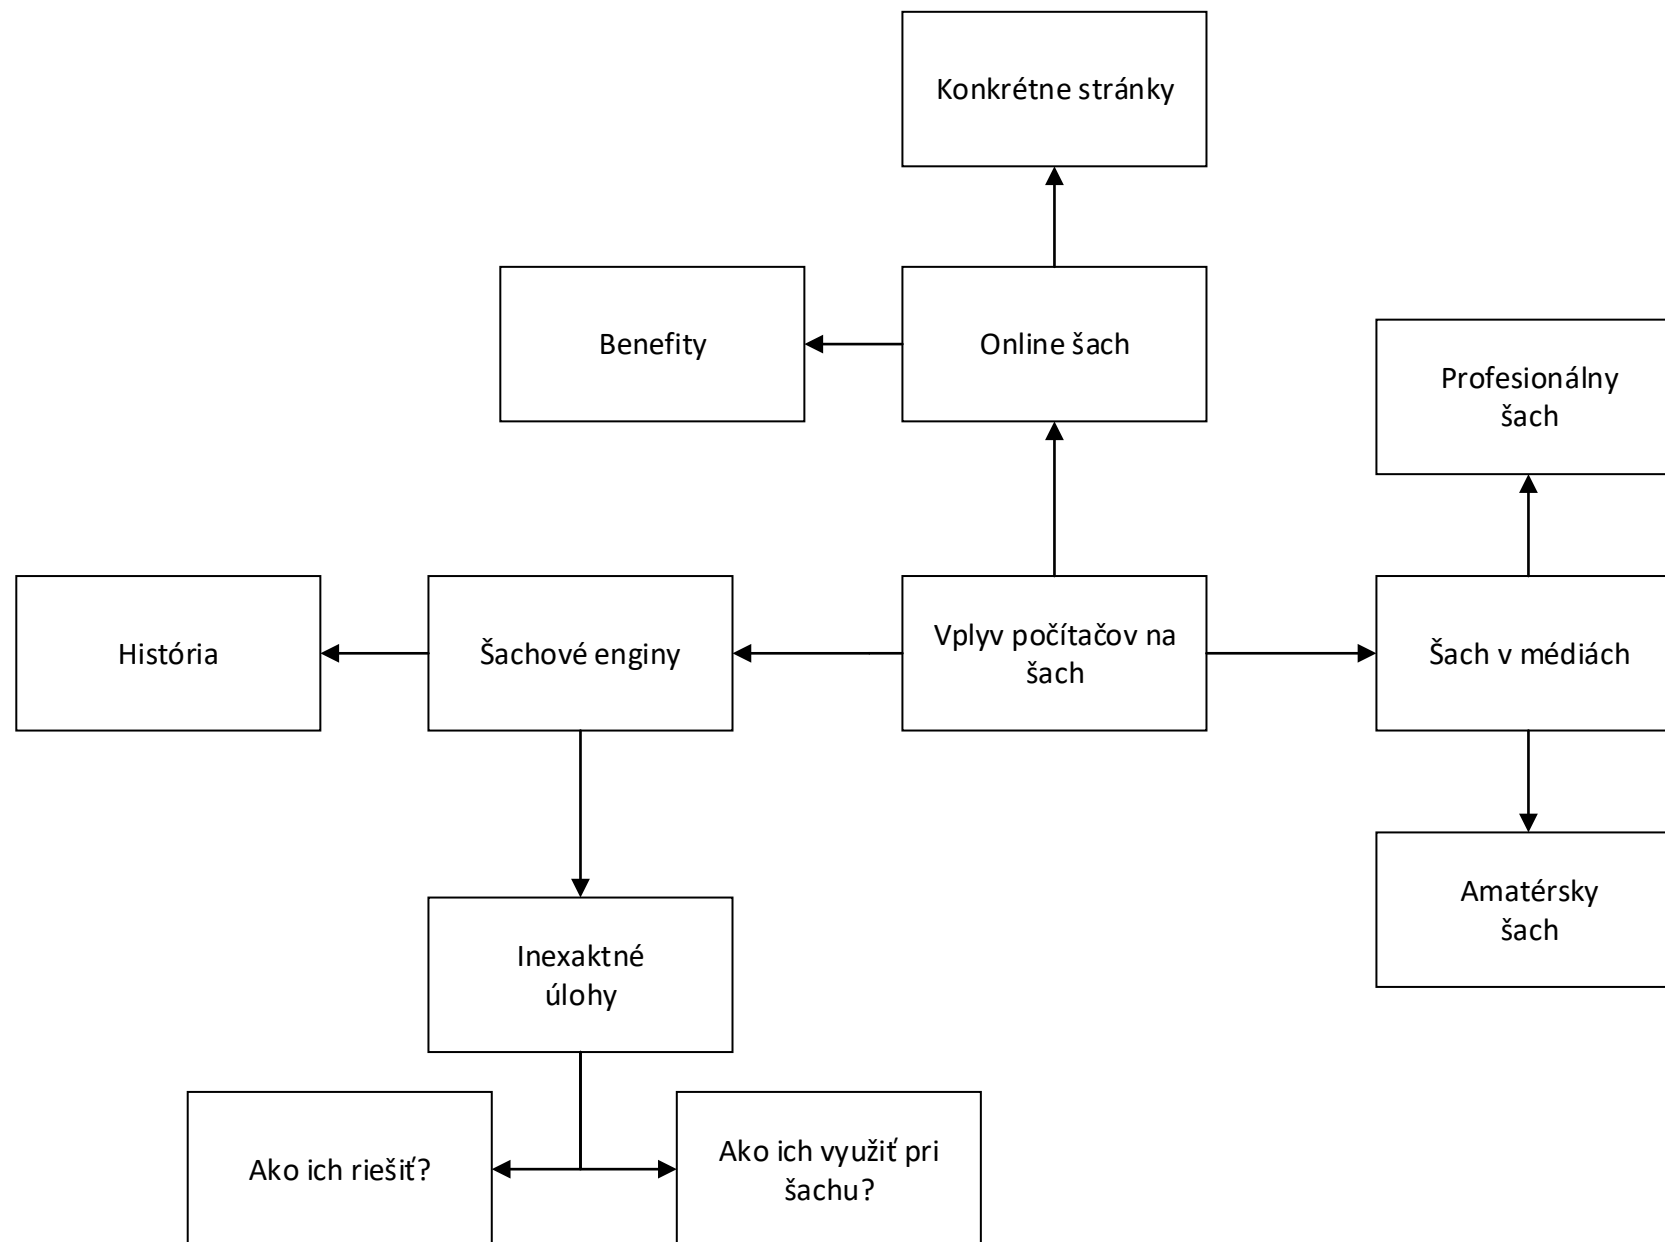 Konkrétne stránky
Benefity
Online šach
Profesionálny
šach
História
Šachové enginy
Vplyv počítačov na
šach
Šach v médiách
Inexaktné
úlohy
Amatérsky
šach
Ako ich riešiť?
Ako ich využiť pri
šachu?